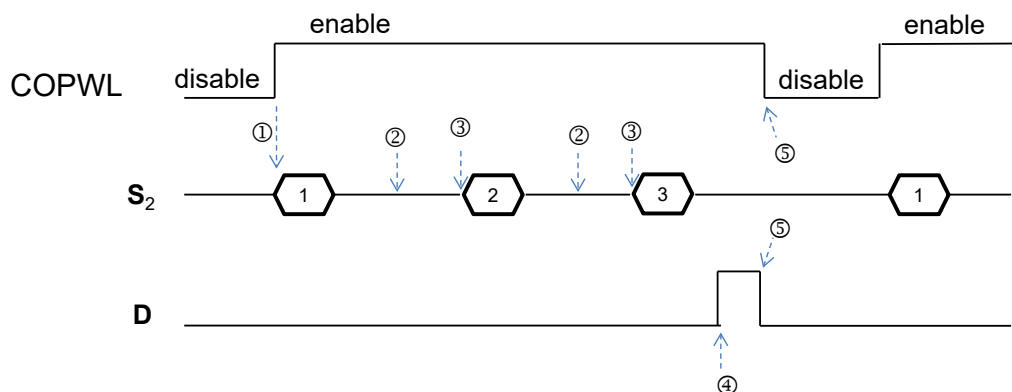 enable
enable
COPWL
disable
disable
①
②
③
②
③
⑤
S₂
1
2
3
1
⑤
D
④